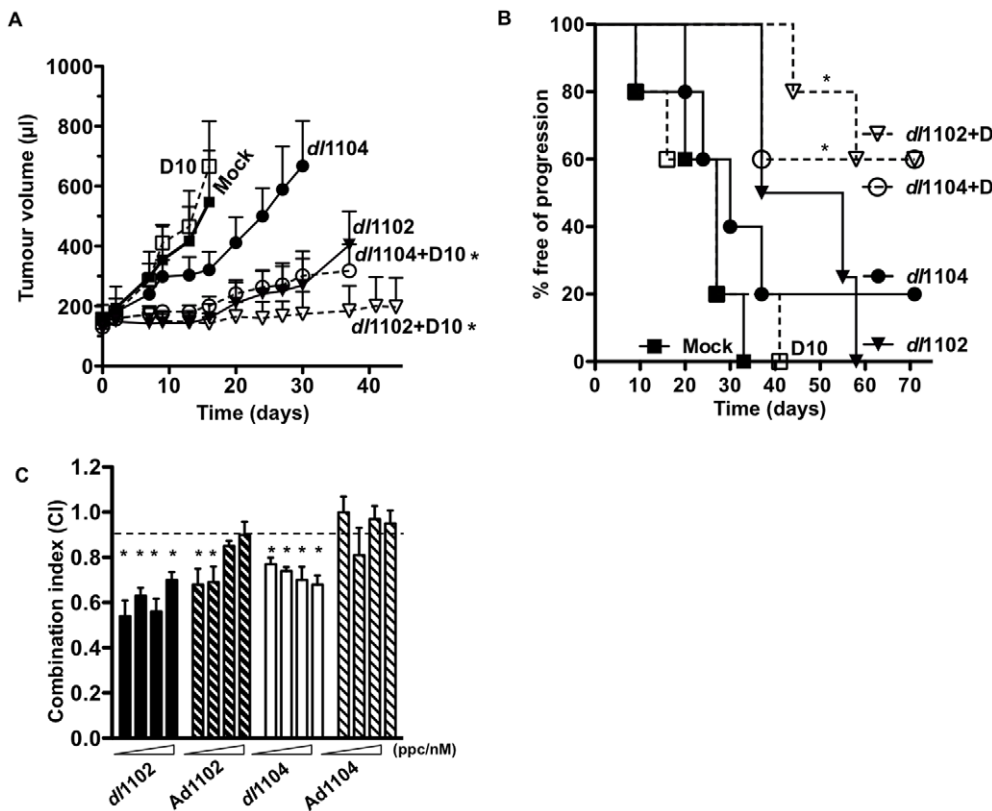 A
Tumour volume (µl)
1000
800
600
400
200
0
D10
Mock
dl1104
dl1102
dl1104+D10 *
dl1102+D10 *
0 10 20 30 40
Time (days)
B
% free of progression
100
80
60
40
20
0
*
*
dl1102+D
dl1104+D
dl1104
Mock
D10
dl1102
0 10 20 30 40 50 60 70
Time (days)
C
Combination index (CI)
1.2
1.0
0.8
0.6
0.4
0.2
0.0
* * * * * * * * * *
(ppc/nM)
dl1102
Ad1102
dl1104
Ad1104